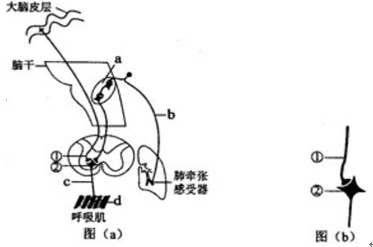 大脑皮层
a
脑干
b
①
②
c
肺牵张
感受器
d
呼吸肌
图（a）
①
②
图（b）